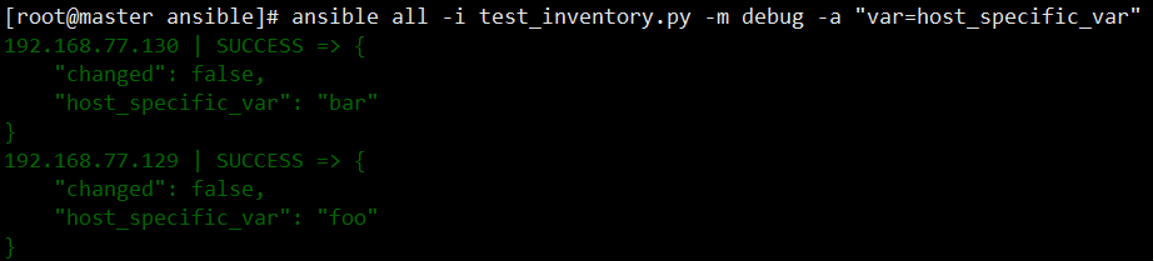 [root@master ansible]# ansible all -i test_inventory.py -m debug -a "var=host_specific_var"
192.168.77.130 | SUCCESS => {
    "changed": false,
    "host_specific_var": "bar"
}
192.168.77.129 | SUCCESS => {
    "changed": false,
    "host_specific_var": "foo"
}